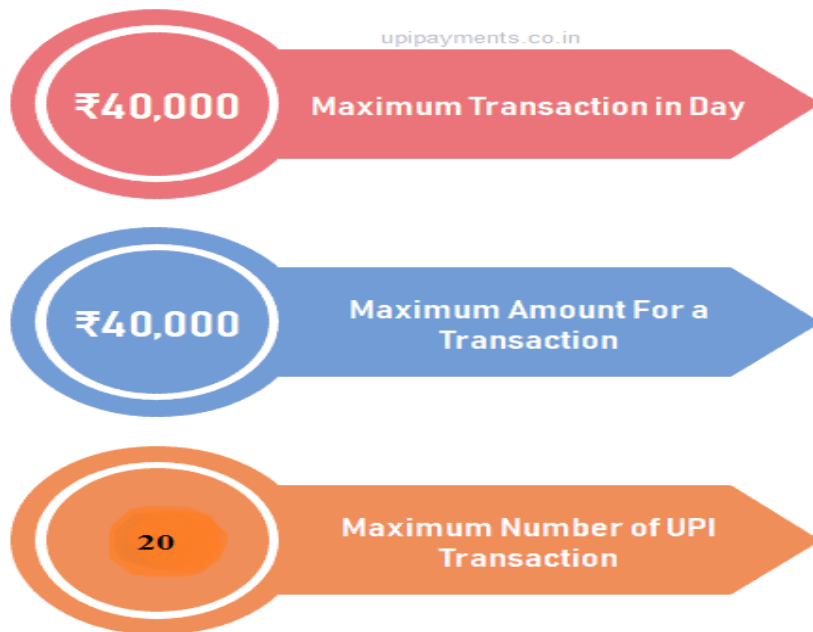 upipayments.co.in
₹40,000
Maximum Transaction in Day
₹40,000
Maximum Amount For a
Transaction
20
Maximum Number of UPI
Transaction